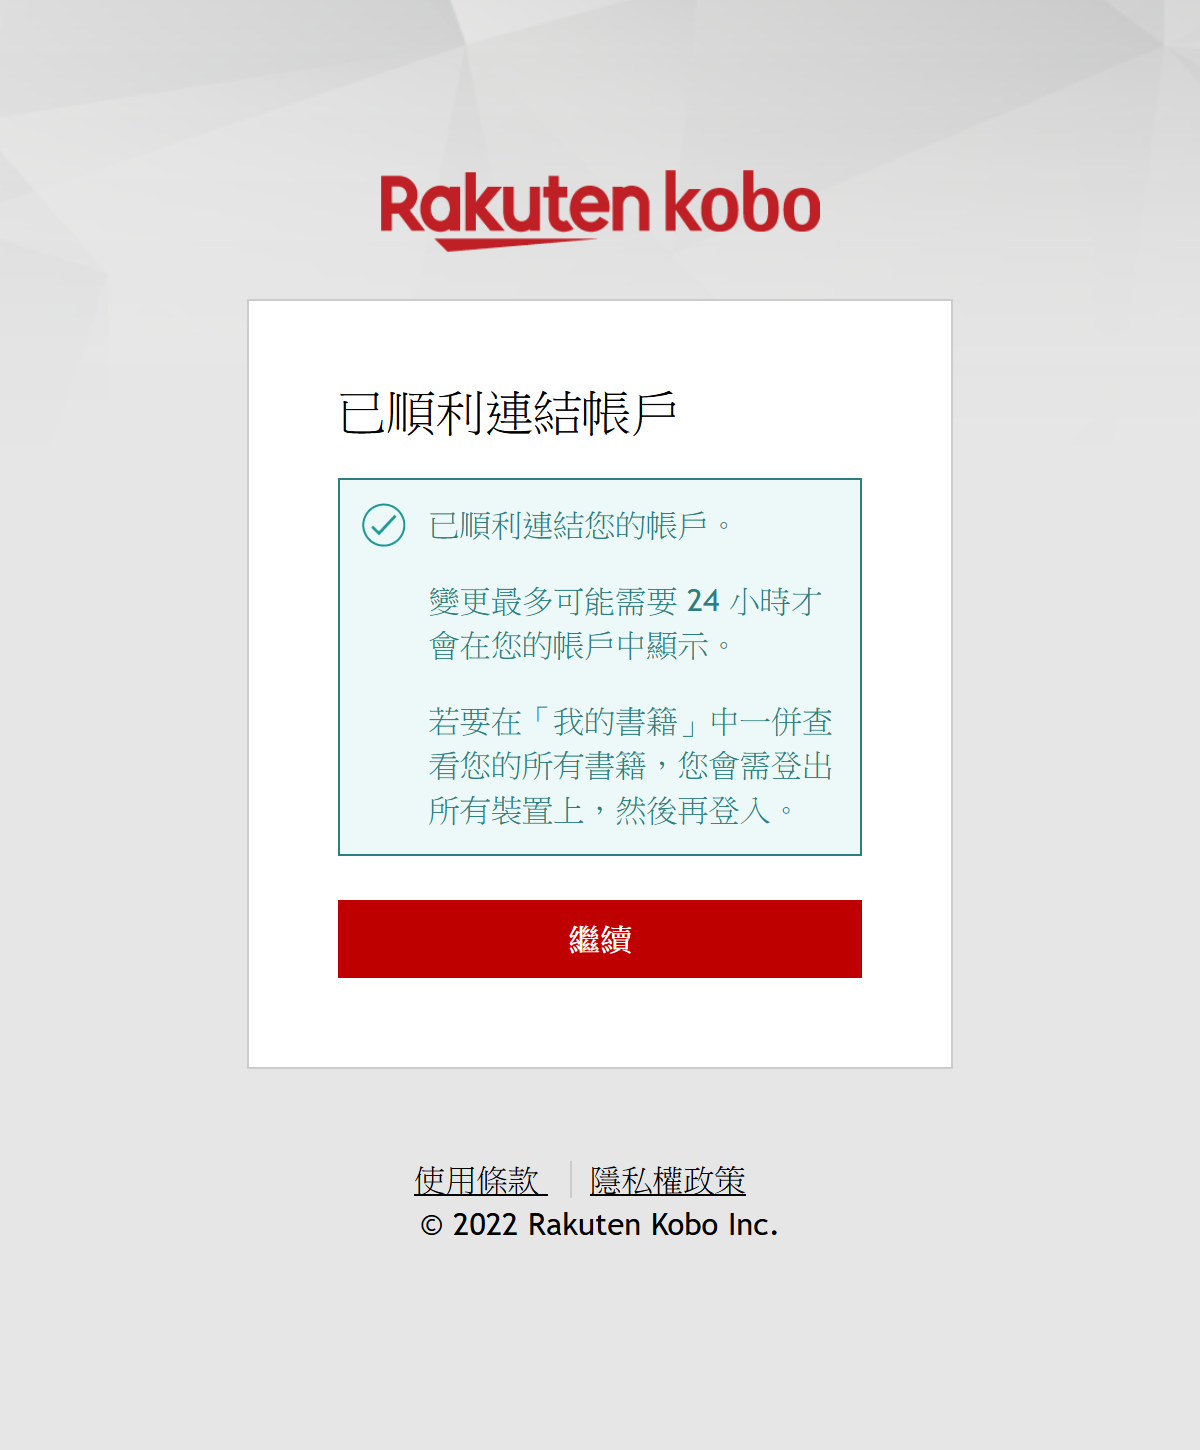 Rakuten kobo
已順利連結帳戶
已順利連結您的帳戶。
變更最多可能需要 24 小時才
會在您的帳戶中顯示。
若要在「我的書籍」中一併查
看您的所有書籍，您會需登出
所有裝置上，然後再登入。
繼續
使用條款 隱私權政策
© 2022 Rakuten Kobo Inc.